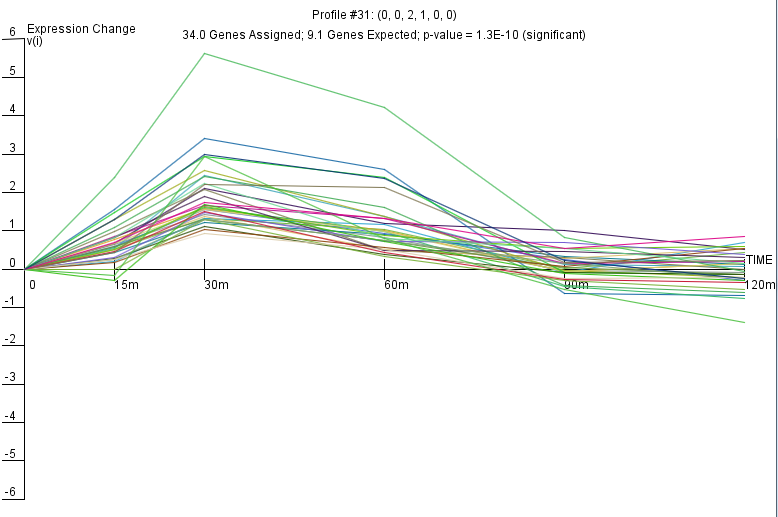 Profile #31: (0, 0, 2, 1, 0, 0)
34.0 Genes Assigned; 9.1 Genes Expected; p-value = 1.3E-10 (significant)
Expression Change
v(i)
6
5
4
3
2
1
0
-1
-2
-3
-4
-5
-6
0 15m 30m 60m 90m 120m
TIME